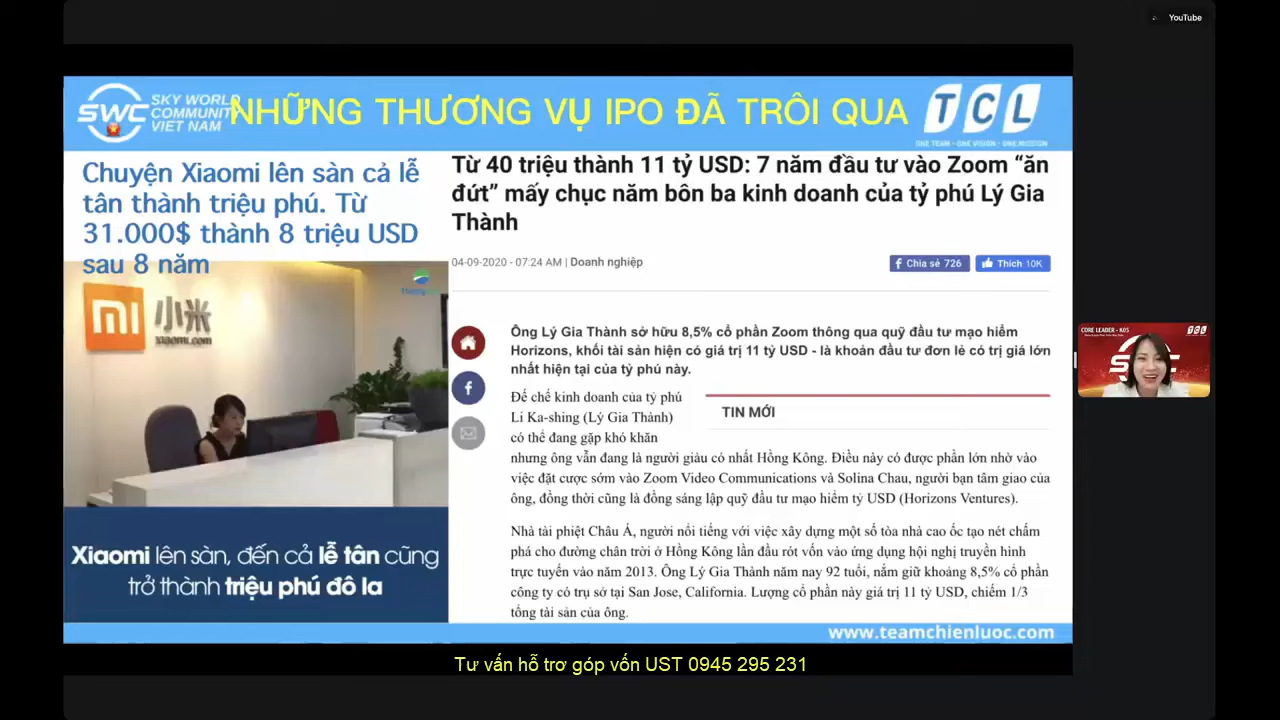 YouTube
SWC SKY WORLD
COMMUNITY
VIET NAM
NHỮNG THƯƠNG VỤ IPO ĐÃ TRÔI QUA
TCL
ONE TEAM - ONE VISION - ONE MISSION
Chuyện Xiaomi lên sàn cả lễ
tân thành triệu phú. Từ
31.000$ thành 8 triệu USD
sau 8 năm
mi 小米
xiaomi.com
Xiaomi lên sàn, đến cả lễ tân cũng
trở thành triệu phú đô la
Từ 40 triệu thành 11 tỷ USD: 7 năm đầu tư vào Zoom “ăn
đứt” mấy chục năm bôn ba kinh doanh của tỷ phú Lý Gia
Thành
04-09-2020 - 07:24 AM | Doanh nghiệp
Chia sẻ 726
Thích 10K
Ông Lý Gia Thành sở hữu 8,5% cổ phần Zoom thông qua quỹ đầu tư mạo hiểm
Horizons, khối tài sản hiện có giá trị 11 tỷ USD - là khoản đầu tư đơn lẻ có trị giá lớn
nhất hiện tại của tỷ phú này.
Đế chế kinh doanh của tỷ phú
Li Ka-shing (Lý Gia Thành)
có thể đang gặp khó khăn
TIN MỚI
nhưng ông vẫn đang là người giàu có nhất Hồng Kông. Điều này có được phần lớn nhờ vào
việc đặt cược sớm vào Zoom Video Communications và Solina Chau, người bạn tâm giao của
ông, đồng thời cũng là đồng sáng lập quỹ đầu tư mạo hiểm tỷ USD (Horizons Ventures).
Nhà tài phiệt Châu Á, người nổi tiếng với việc xây dựng một số tòa nhà cao ốc tạo nét chấm
phá cho đường chân trời ở Hồng Kông lần đầu rót vốn vào ứng dụng hội nghị truyền hình
trực tuyến vào năm 2013. Ông Lý Gia Thành năm nay 92 tuổi, nắm giữ khoảng 8,5% cổ phần
công ty có trụ sở tại San Jose, California. Lượng cổ phần này giá trị 11 tỷ USD, chiếm 1/3
tổng tài sản của ông.
www.teamchienluoc.com
Tư vấn hỗ trơ góp vốn UST 0945 295 231
CORE LEADER - K05
TCL